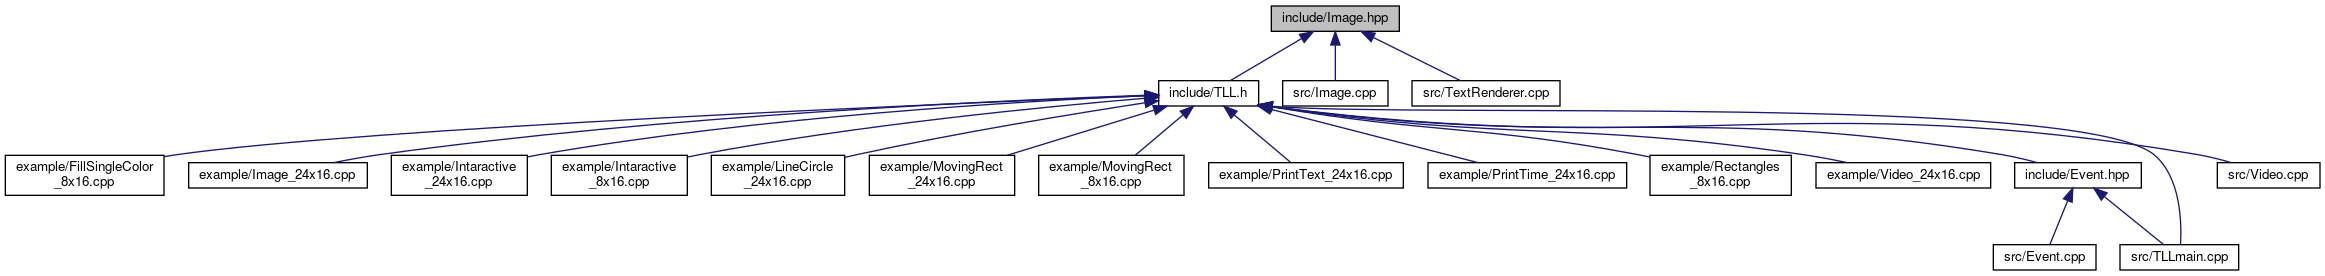 include/Image.hpp
include/TLL.h
src/Image.cpp
src/TextRenderer.cpp
example/FillSingleColor
_8x16.cpp
example/Image_24x16.cpp
example/Intaractive
_24x16.cpp
example/Intaractive
_8x16.cpp
example/LineCircle
_24x16.cpp
example/MovingRect
_24x16.cpp
example/MovingRect
_8x16.cpp
example/PrintText_24x16.cpp
example/PrintTime_24x16.cpp
example/Rectangles
_8x16.cpp
example/Video_24x16.cpp
include/Event.hpp
src/Video.cpp
src/Event.cpp
src/TLLmain.cpp